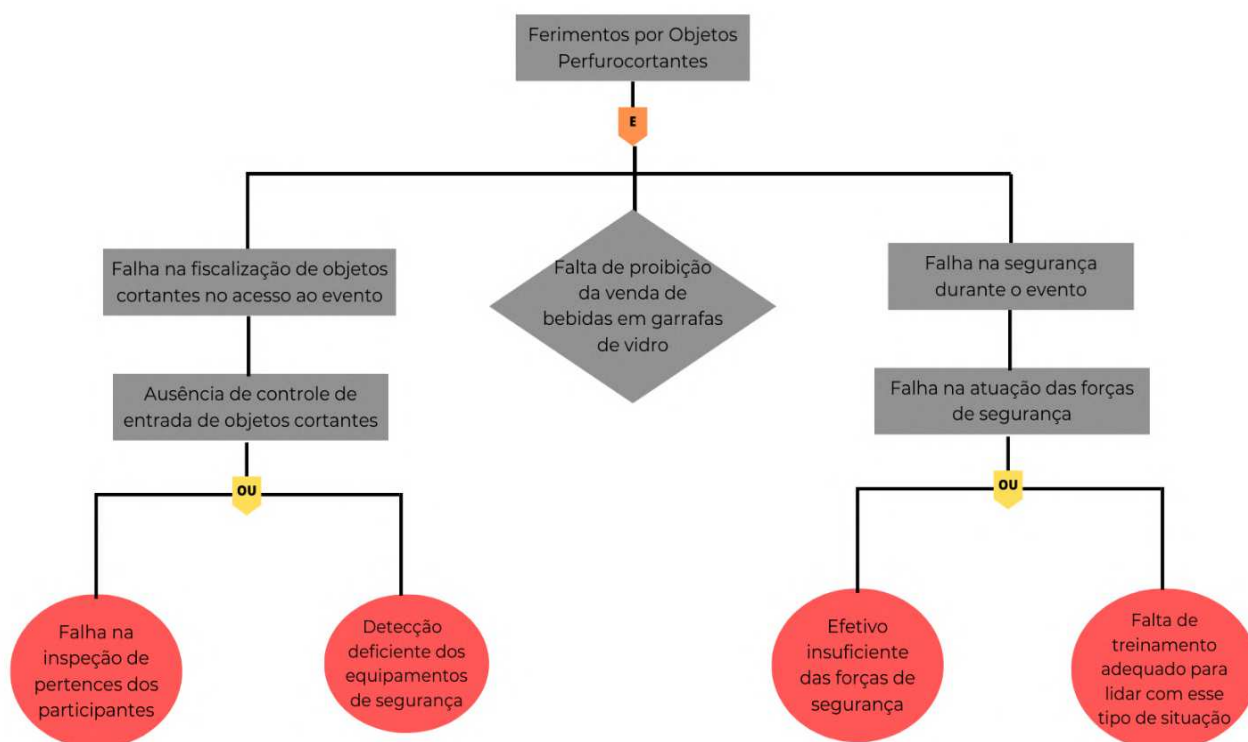 Ferimentos por Objetos
Perfurocortantes
E
Falha na fiscalização de objetos
cortantes no acesso ao evento
Falta de proibição
da venda de
bebidas em garrafas
de vidro
Falha na segurança
durante o evento
Ausência de controle de
entrada de objetos cortantes
Falha na atuação das forças
de segurança
OU
OU
Falha na
inspeção de
pertences dos
participantes
Detecção
deficiente dos
equipamentos
de segurança
Efetivo
insuficiente
das forças de
segurança
Falta de
treinamento
adequado para
lidar com esse
tipo de situação